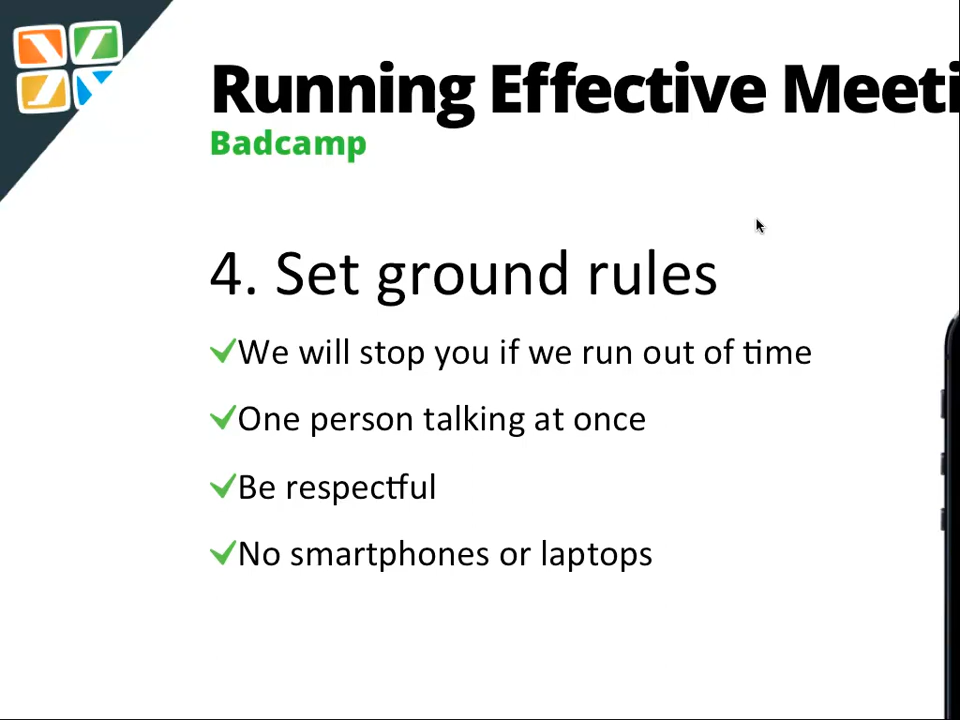 Running Effective Meeti
Badcamp
4. Set ground rules
We will stop you if we run out of time
One person talking at once
Be respectful
No smartphones or laptops